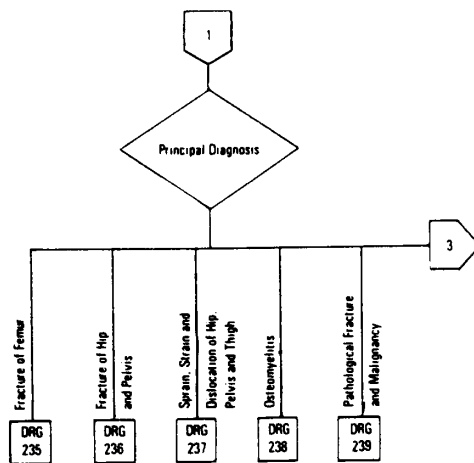 1
Principal Diagnosis
3
Fracture of Femur
Fracture of Hip
and Pelvis
Sprain, Strain and
Dislocation of Hip,
Pelvis and Thigh
Osteomyelitis
Pathological Fracture
and Malignancy
DRG
235
DRG
236
DRG
237
DRG
238
DRG
239